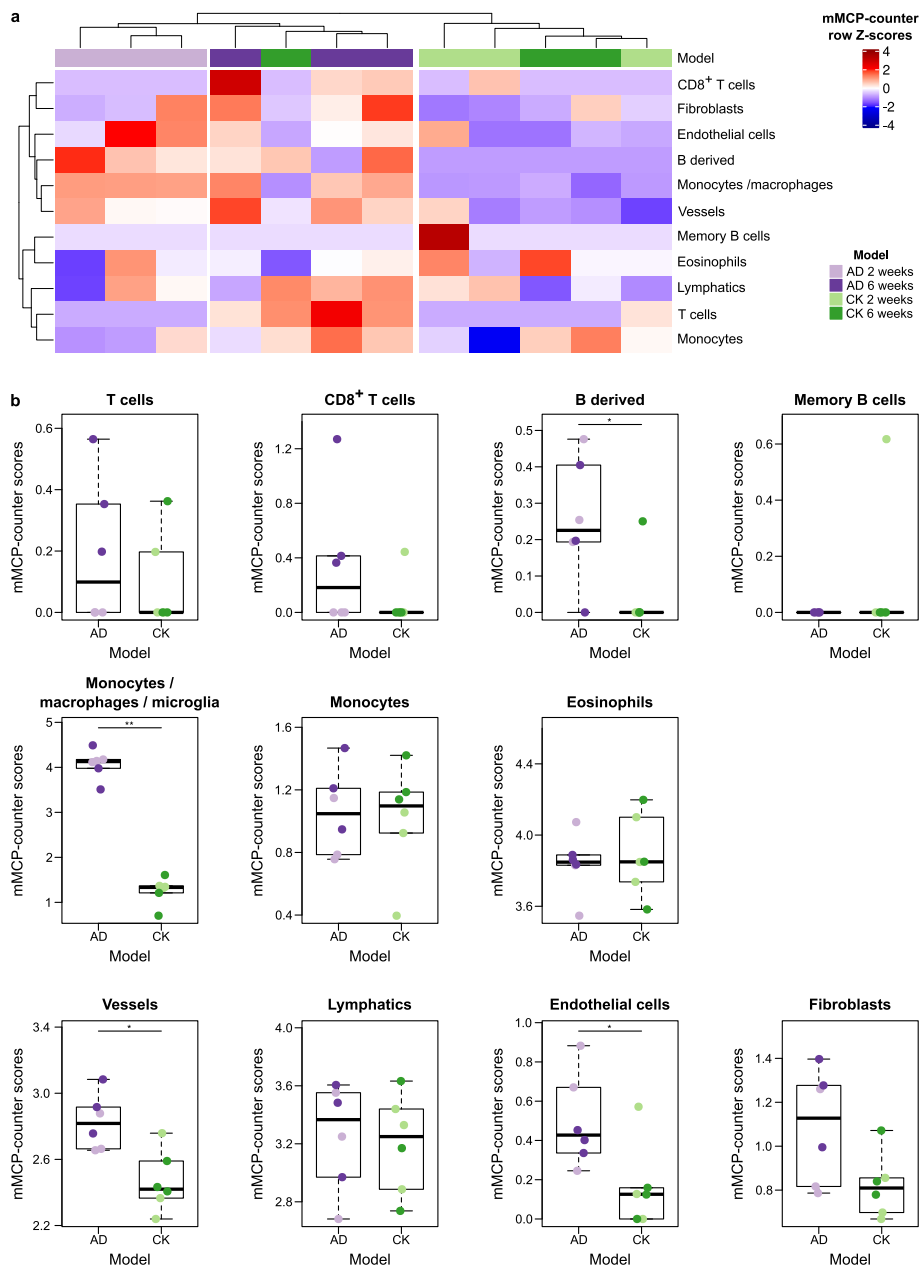 a
mMCP-counter
row Z-scores
Model
CD8+ T cells
Fibroblasts
Endothelial cells
B derived
Monocytes /macrophages
Vessels
Memory B cells
Eosinophils
Lymphatics
T cells
Monocytes
4
2
0
-2
-4
Model
AD 2 weeks
AD 6 weeks
CK 2 weeks
CK 6 weeks
b
T cells
mMCP-counter scores
0.6
0.4
0.2
0.0
AD
CK
Model
CD8+ T cells
mMCP-counter scores
1.2
0.8
0.4
0.0
AD
CK
Model
B derived
mMCP-counter scores
0.5
0.4
0.3
0.2
0.1
0.0
*
AD
CK
Model
Memory B cells
mMCP-counter scores
0.6
0.4
0.2
0.0
AD
CK
Model
Monocytes /
macrophages / microglia
mMCP-counter scores
5
4
3
2
1
**
AD
CK
Model
Monocytes
mMCP-counter scores
1.6
1.2
0.8
0.4
AD
CK
Model
Eosinophils
mMCP-counter scores
4.4
4.0
3.6
AD
CK
Model
Vessels
mMCP-counter scores
3.4
3.0
2.6
2.2
*
AD
CK
Model
Lymphatics
mMCP-counter scores
4.0
3.6
3.2
2.8
AD
CK
Model
Endothelial cells
mMCP-counter scores
1.0
0.8
0.6
0.4
0.2
0.0
*
AD
CK
Model
Fibroblasts
mMCP-counter scores
1.4
1.2
1.0
0.8
AD
CK
Model